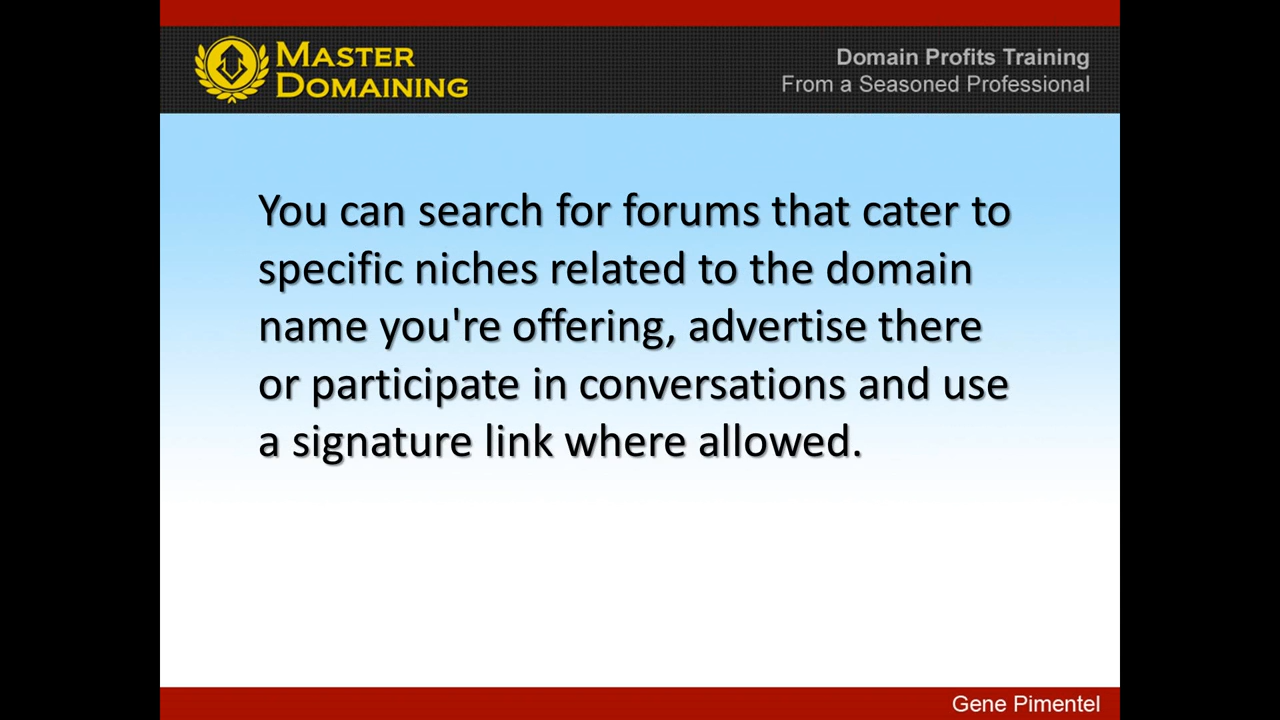 MASTER
DOMAINING
Domain Profits Training
From a Seasoned Professional
You can search for forums that cater to
specific niches related to the domain
name you're offering, advertise there
or participate in conversations and use
a signature link where allowed.
Gene Pimentel